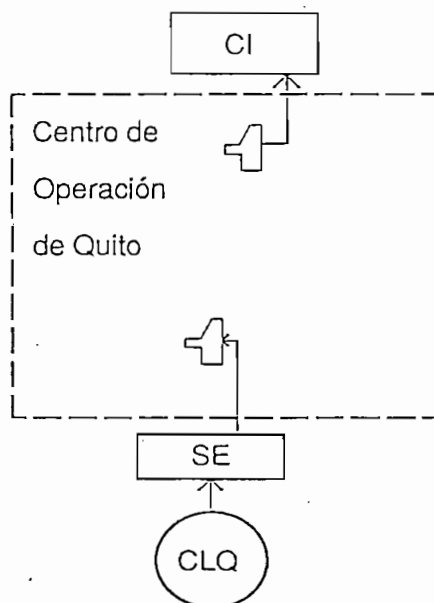 CI
Centro de
Operación
de Quito
SE
CLQ